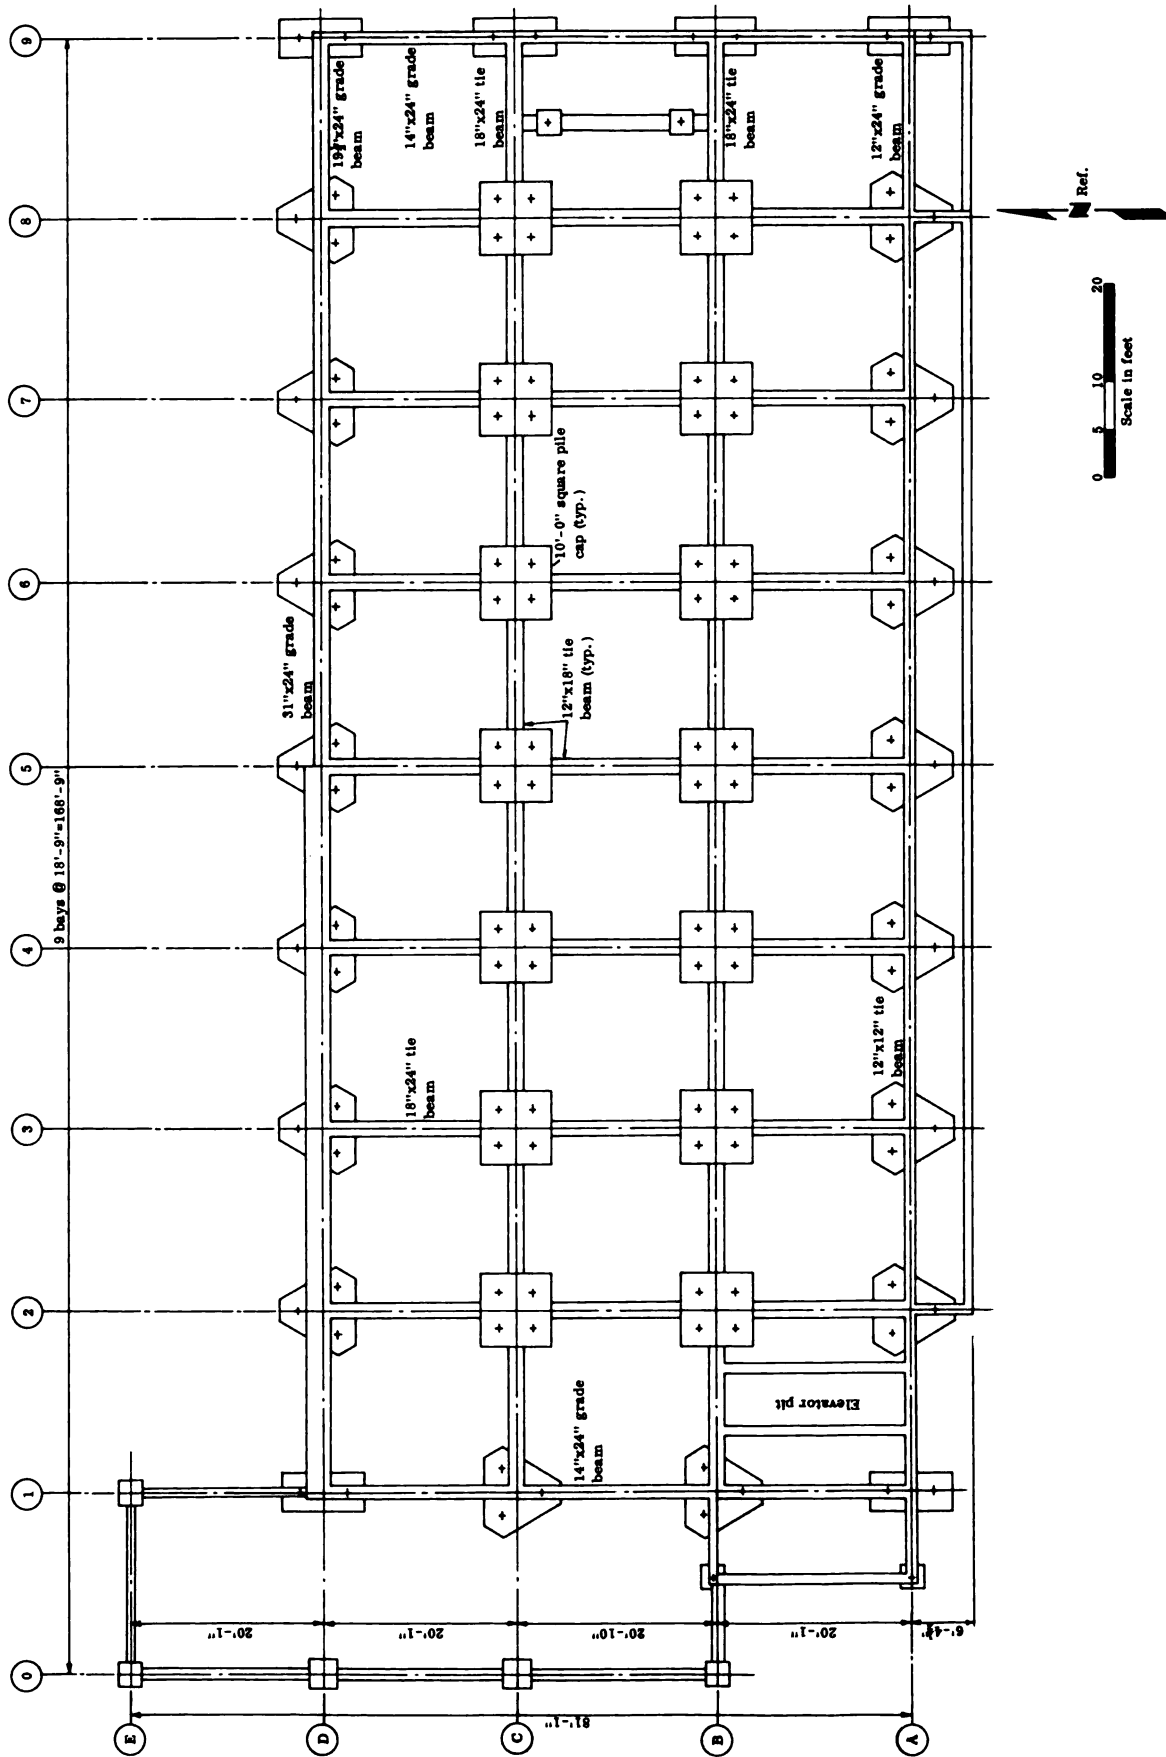 9
8
7
6
5
4
3
2
1
0
9 bays @ 18'-9"=168'-9"
19½"x24" grade
beam
14"x24" grade
beam
18"x24" tie
beam
18"x24" tie
beam
12"x24" grade
beam
Ref.
0 5 10 20
Scale in feet
10'-0" square pile
cap (typ.)
31"x24" grade
beam
12"x18" tie
beam (typ.)
18"x24" tie
beam
12"x12" tie
beam
14"x24" grade
beam
Elevator pit
20'-1"
20'-1"
20'-10"
20'-1"
81'-1"
E
D
C
B
A